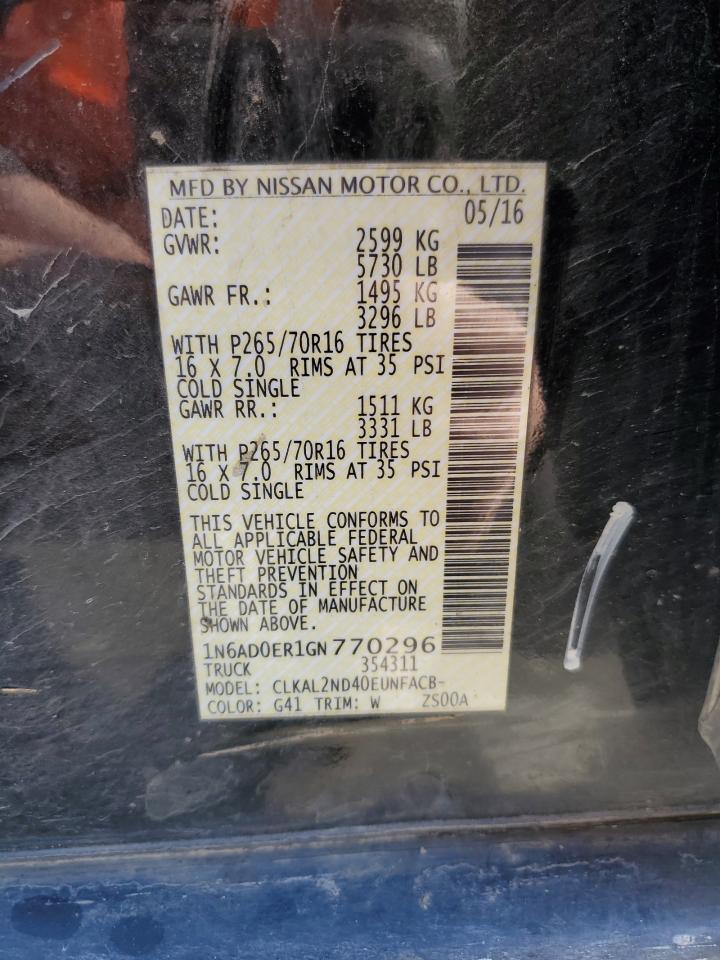 MFD BY NISSAN MOTOR CO., LTD.
DATE: 05/16
GVWR: 2599 KG
5730 LB
GAWR FR.: 1495 KG
3296 LB
WITH P265/70R16 TIRES
16 X 7.0 RIMS AT 35 PSI
COLD SINGLE
GAWR RR.: 1511 KG
3331 LB
WITH P265/70R16 TIRES
16 X 7.0 RIMS AT 35 PSI
COLD SINGLE
THIS VEHICLE CONFORMS TO
ALL APPLICABLE FEDERAL
MOTOR VEHICLE SAFETY AND
THEFT PREVENTION
STANDARDS IN EFFECT ON
THE DATE OF MANUFACTURE
SHOWN ABOVE.
1N6AD0ER1GN770296
TRUCK 354311
MODEL: CLKAL2ND40EUNFACB-
COLOR: G41 TRIM: W ZS00A